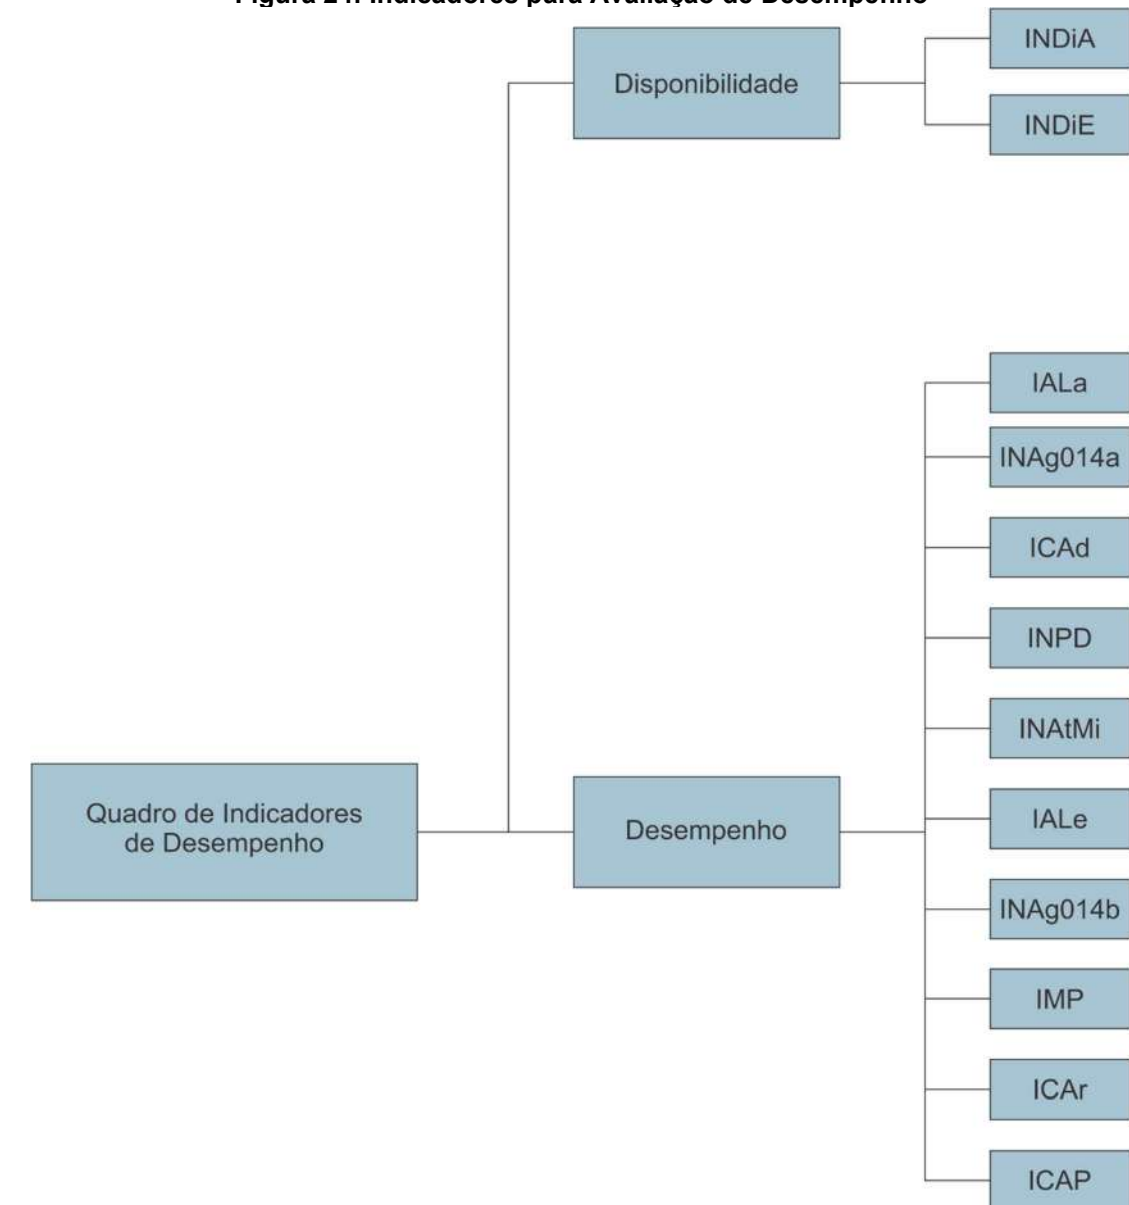 Figura 24: Indicadores para Avaliação de Desempenho
INDiA
Disponibilidade
INDiE
IALa
INAg014a
ICAd
INPD
INAtMi
Quadro de Indicadores
de Desempenho
Desempenho
IALe
INAg014b
IMP
ICAr
ICAP